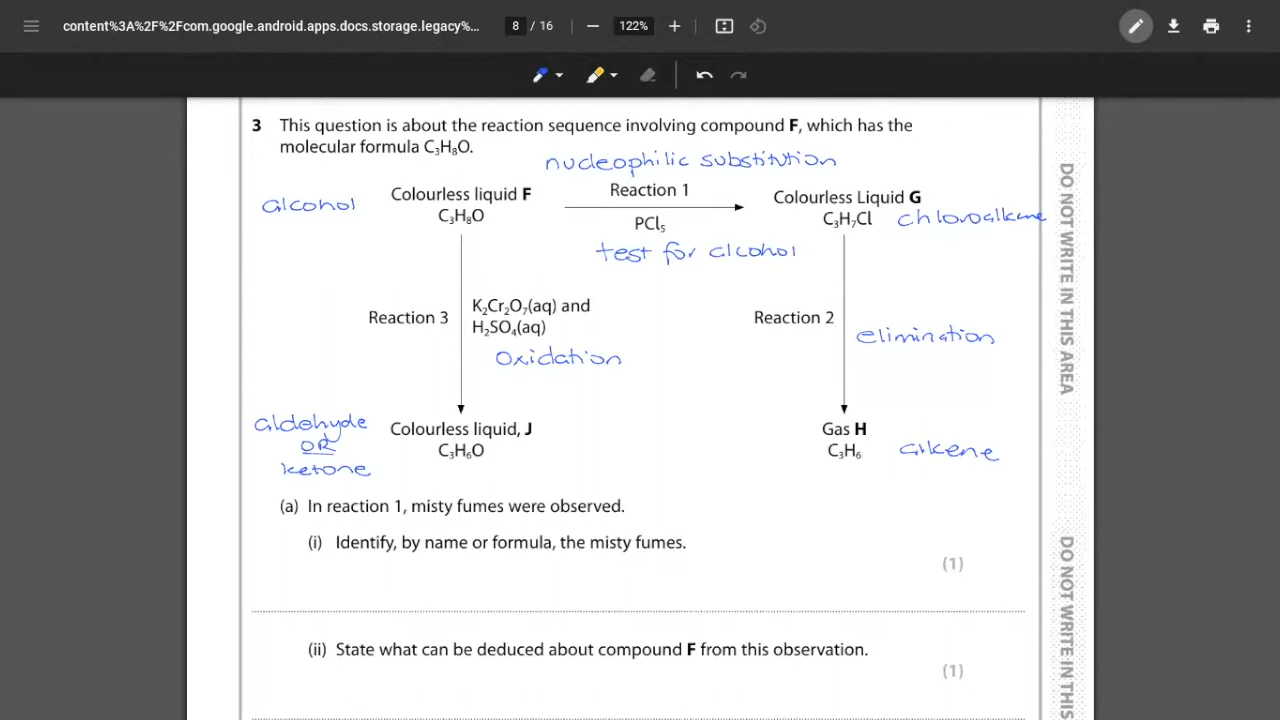 content%3A%2F%2Fcom.google.android.apps.docs.storage.legacy%... 8 / 16 122%
3 This question is about the reaction sequence involving compound F, which has the
molecular formula C₃H₈O.
nucleophilic substitution
alcohol
Colourless liquid F
C₃H₈O
Reaction 1
PCl₅
test for alcohol
Colourless Liquid G
C₃H₇Cl
chloroalkane
Reaction 3
K₂Cr₂O₇(aq) and
H₂SO₄(aq)
oxidation
Reaction 2
elimination
aldehyde
OR
ketone
Colourless liquid, J
C₃H₆O
Gas H
C₃H₆
alkene
(a) In reaction 1, misty fumes were observed.
(i) Identify, by name or formula, the misty fumes.
(1)
(ii) State what can be deduced about compound F from this observation.
(1)
DO NOT WRITE IN THIS AREA
DO NOT WRITE IN THIS